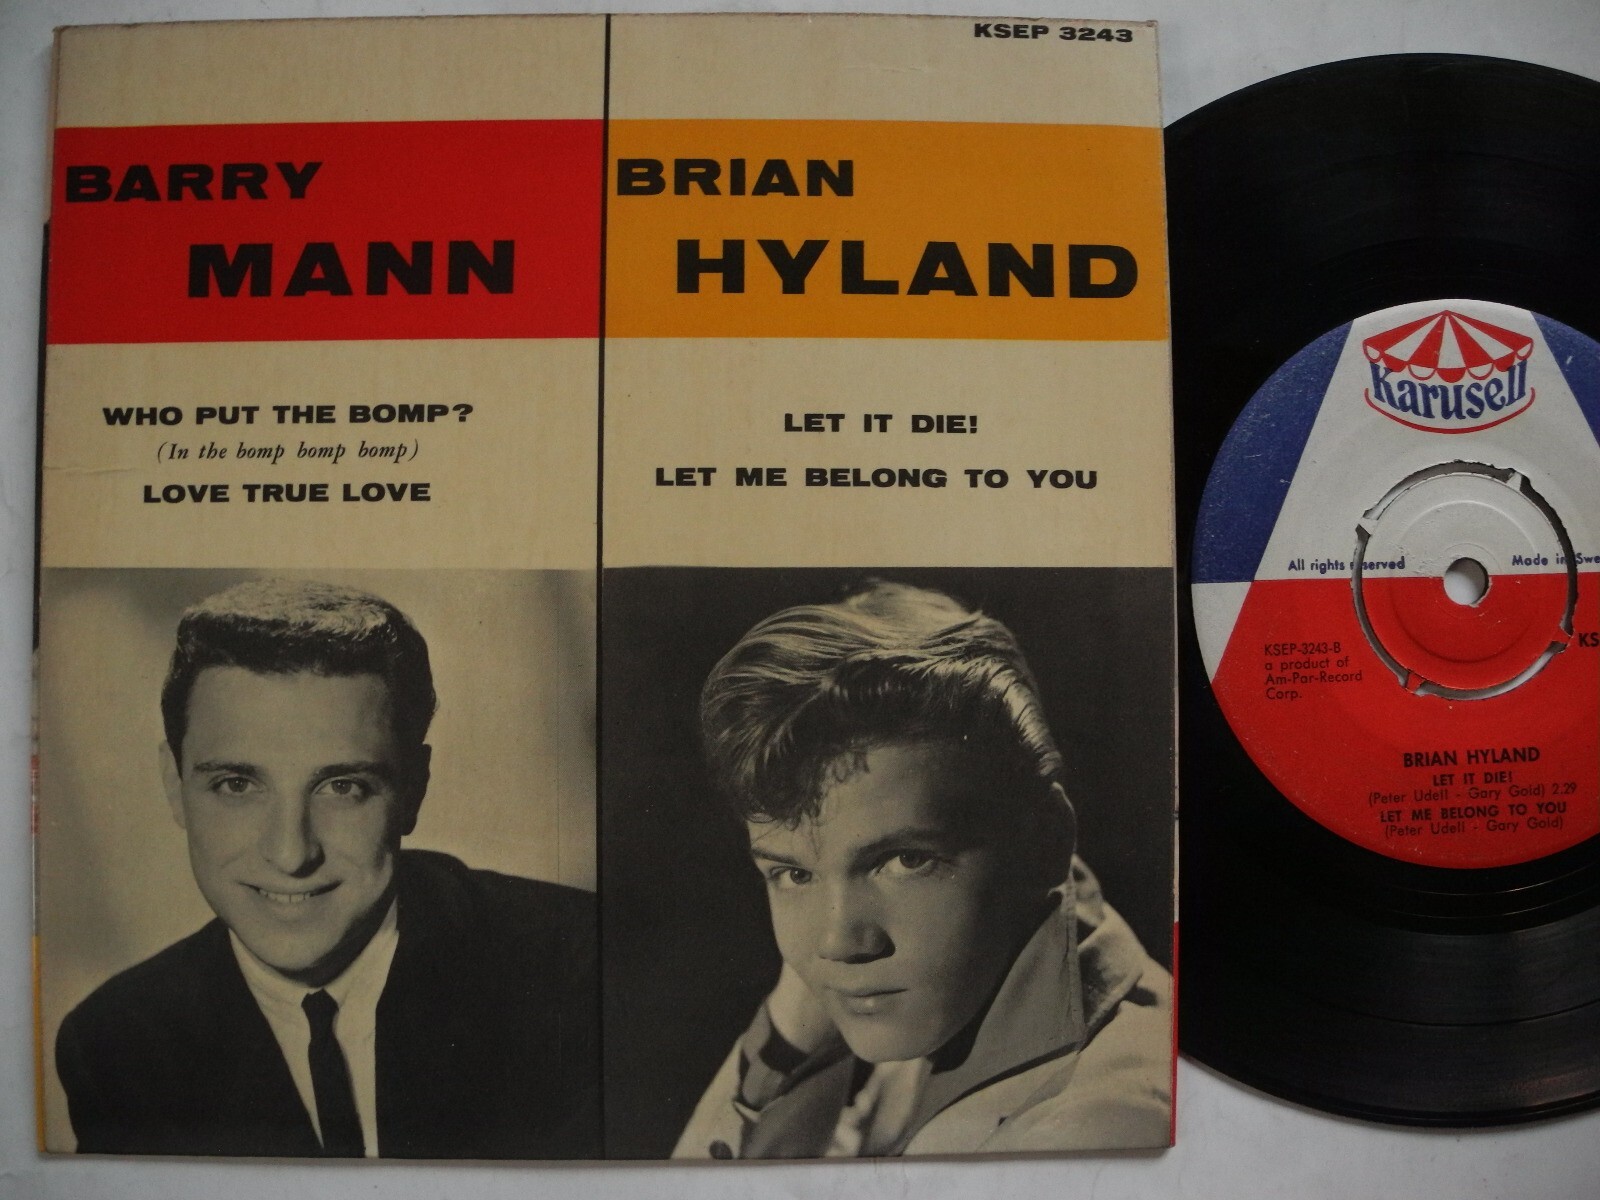 KSEP 3243
BARRY
MANN
WHO PUT THE BOMP?
(In the bomp bomp bomp)
LOVE TRUE LOVE
BRIAN
HYLAND
LET IT DIE!
LET ME BELONG TO YOU
Karusell
All rights r served
Made in Swe
KSEP-3243-B
a product of
Am-Par-Record
Corp.
KS
BRIAN HYLAND
LET IT DIE!
(Peter Udell - Gary Gold) 2.29
LET ME BELONG TO YOU
(Peter Udell - Gary Gold)